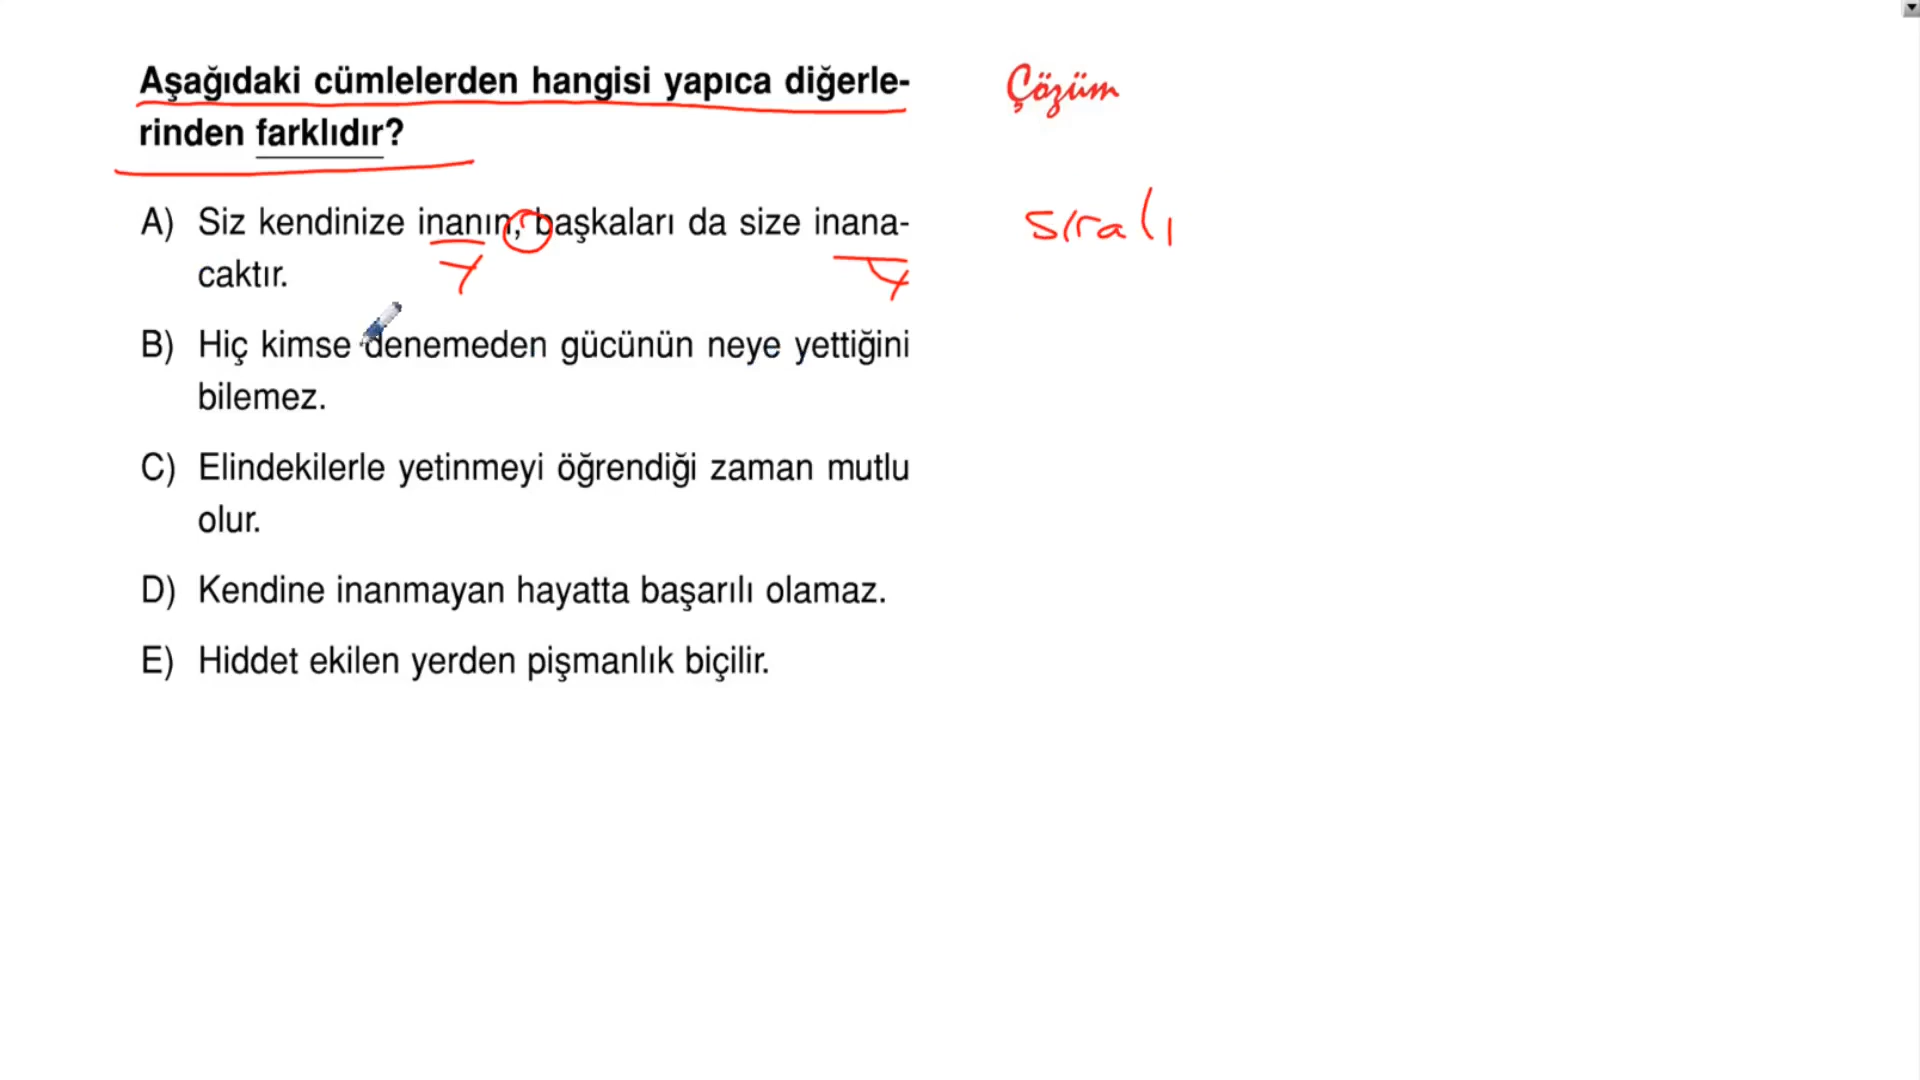 Aşağıdaki cümlelerden hangisi yapıca diğerle-
rinden farklıdır?
Çözüm
A) Siz kendinize inanın, başkaları da size inana-
caktır.
Y
Y
sıralı
B) Hiç kimse denemeden gücünün neye yettiğini
bilemez.
C) Elindekilerle yetinmeyi öğrendiği zaman mutlu
olur.
D) Kendine inanmayan hayatta başarılı olamaz.
E) Hiddet ekilen yerden pişmanlık biçilir.